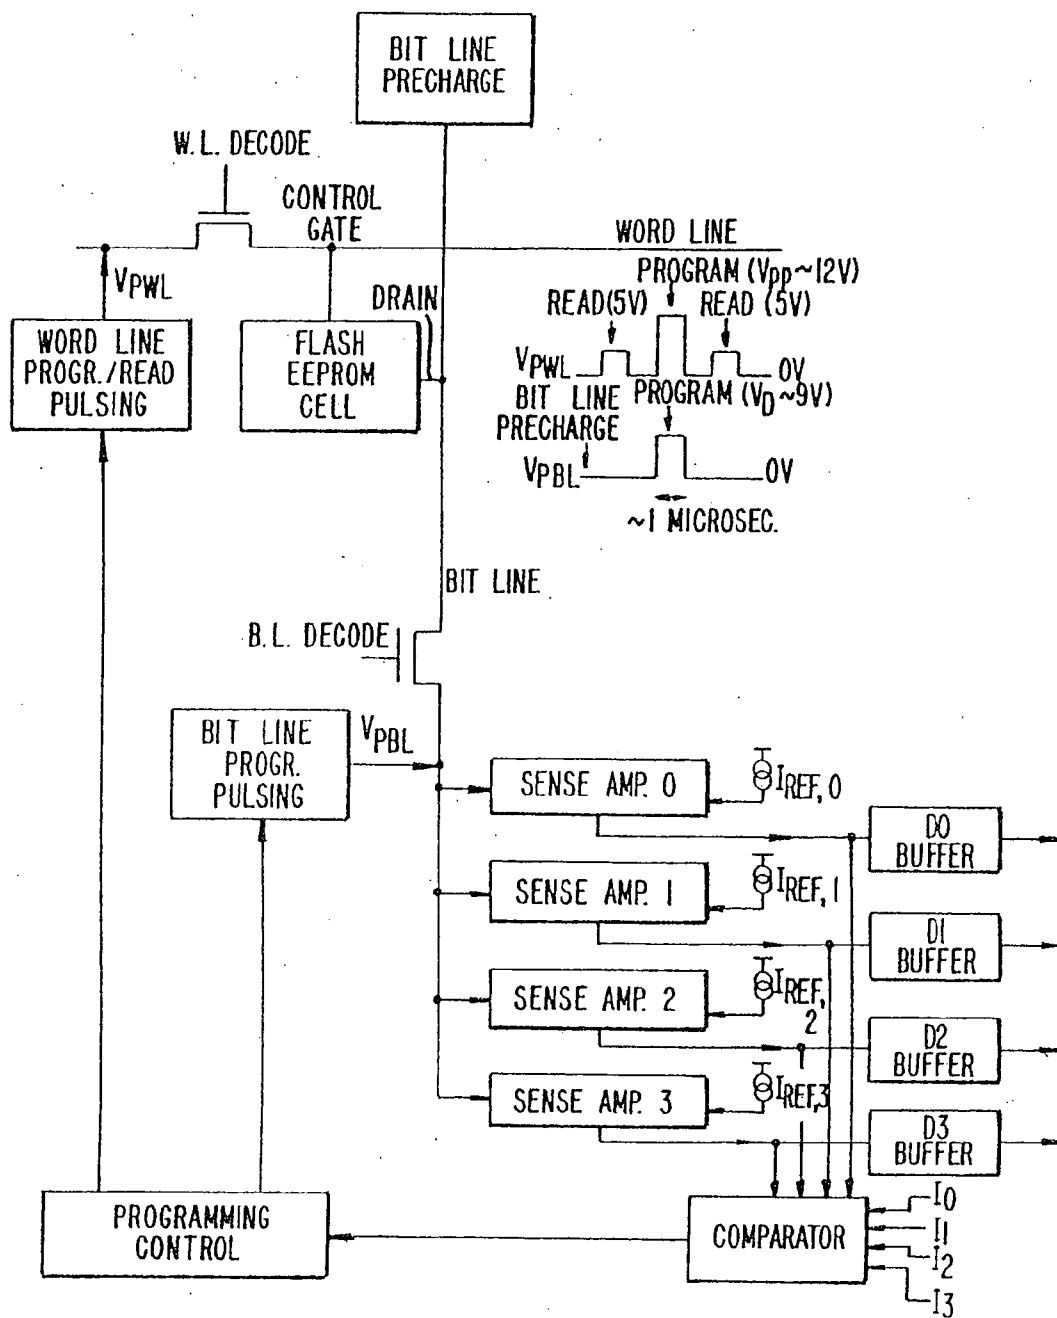 BIT LINE
PRECHARGE
W.L. DECODE
CONTROL
GATE
WORD LINE
VPWL
DRAIN
PROGRAM (Vpp~12V)
READ(5V)
READ (5V)
WORD LINE
PROGR./READ
PULSING
FLASH
EEPROM
CELL
VPWL
0V
BIT LINE
PRECHARGE
PROGRAM (VD~9V)
VPBL
0V
~1 MICROSEC.
BIT LINE
B.L. DECODE
BIT LINE
PROGR.
PULSING
VPBL
SENSE AMP. 0
IREF, 0
D0
BUFFER
SENSE AMP. 1
IREF, 1
D1
BUFFER
SENSE AMP. 2
IREF,
2
D2
BUFFER
SENSE AMP. 3
IREF,3
D3
BUFFER
PROGRAMMING
CONTROL
COMPARATOR
I0
I1
I2
I3